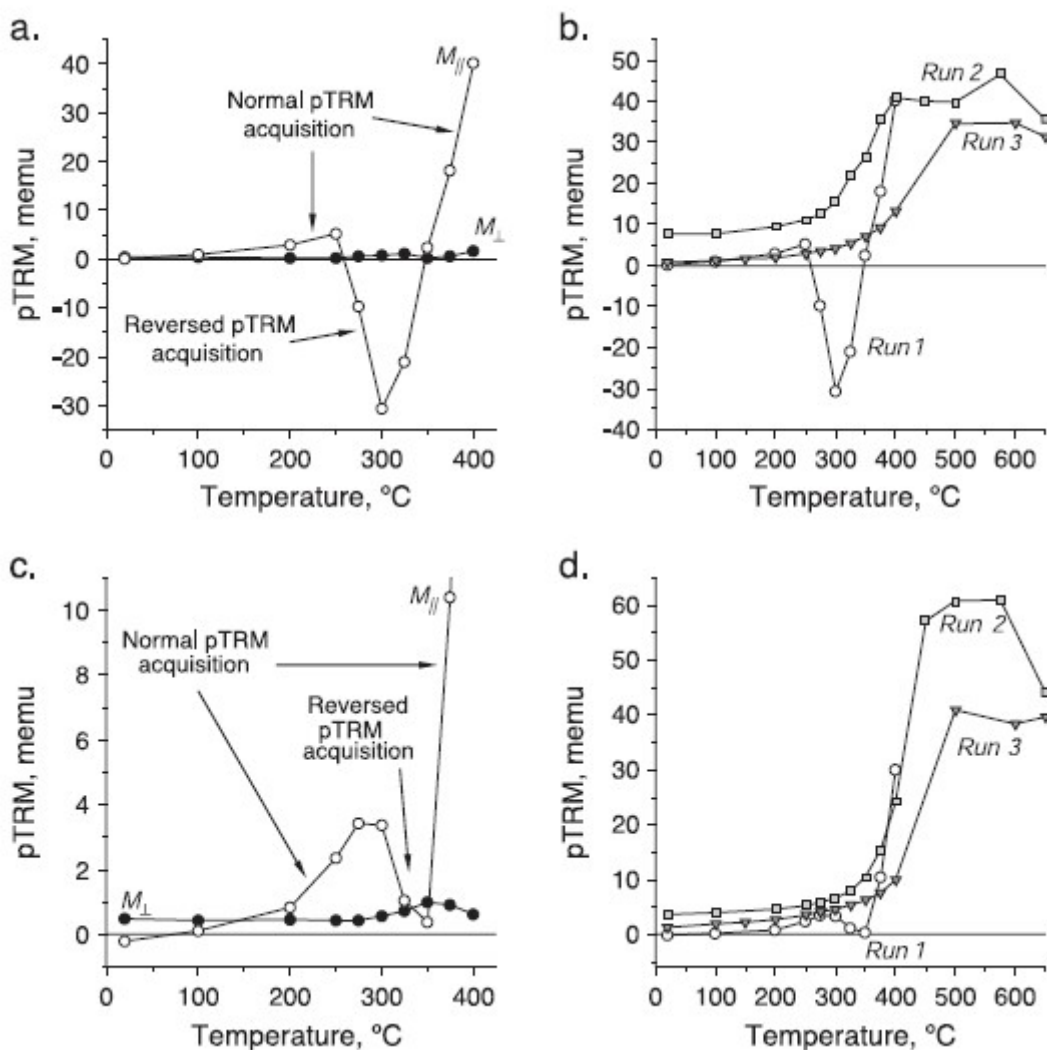 a.
pTRM, memu
40
30
20
10
0
-10
-20
-30
M//
Normal pTRM
acquisition
M⊥
Reversed pTRM
acquisition
0 100 200 300 400
Temperature, ºC
b.
pTRM, memu
50
40
30
20
10
0
-10
-20
-30
-40
Run 2
Run 3
Run 1
0 100 200 300 400 500 600
Temperature, ºC
c.
pTRM, memu
10
8
6
4
2
0
M//
Normal pTRM
acquisition
Reversed
pTRM
acquisition
M⊥
0 100 200 300 400
Temperature, ºC
d.
pTRM, memu
60
50
40
30
20
10
0
Run 2
Run 3
Run 1
0 100 200 300 400 500 600
Temperature, ºC